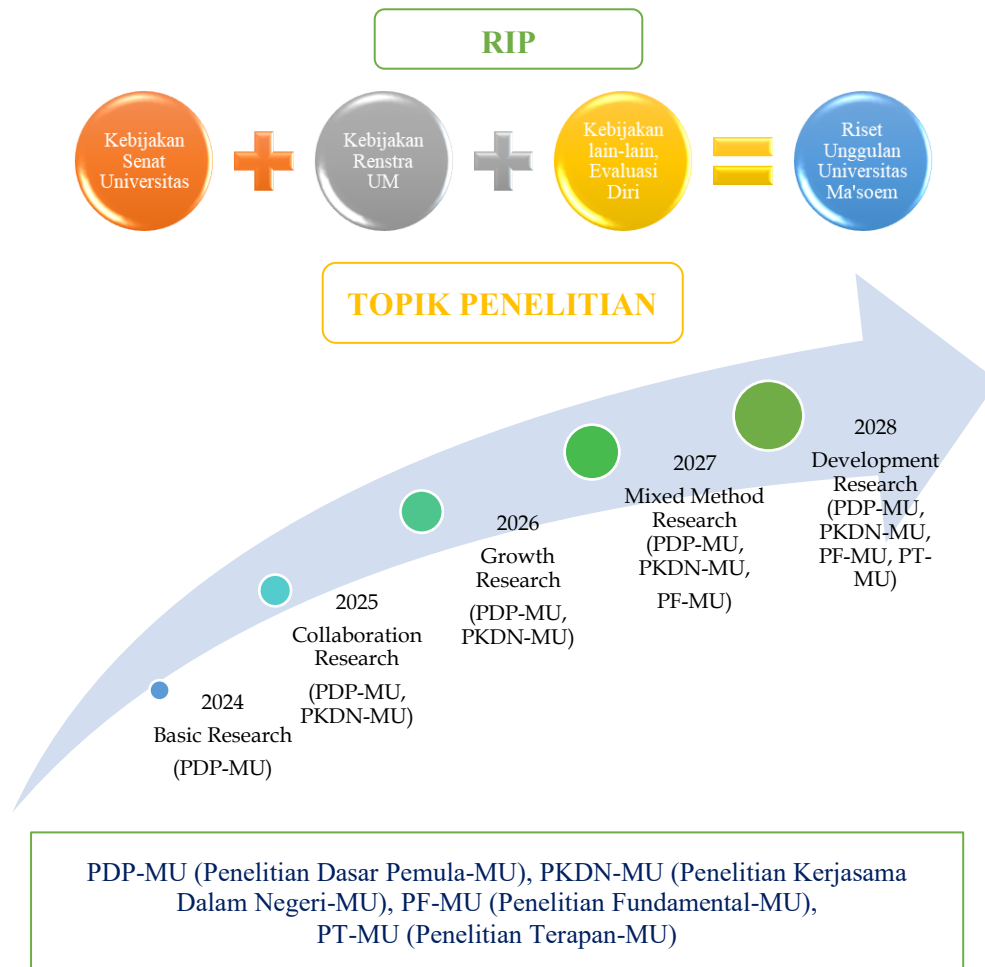 RIP
Kebijakan
Senat
Universitas
Kebijakan
Renstra
UM
Kebijakan
lain-lain,
Evaluasi
Diri
Riset
Unggulan
Universitas
Ma'soem
TOPIK PENELITIAN
2024
Basic Research
(PDP-MU)
2025
Collaboration
Research
(PDP-MU,
PKDN-MU)
2026
Growth
Research
(PDP-MU,
PKDN-MU)
2027
Mixed Method
Research
(PDP-MU,
PKDN-MU,
PF-MU)
2028
Development
Research
(PDP-MU,
PKDN-MU,
PF-MU, PT-
MU)
PDP-MU (Penelitian Dasar Pemula-MU), PKDN-MU (Penelitian Kerjasama
Dalam Negeri-MU), PF-MU (Penelitian Fundamental-MU),
PT-MU (Penelitian Terapan-MU)